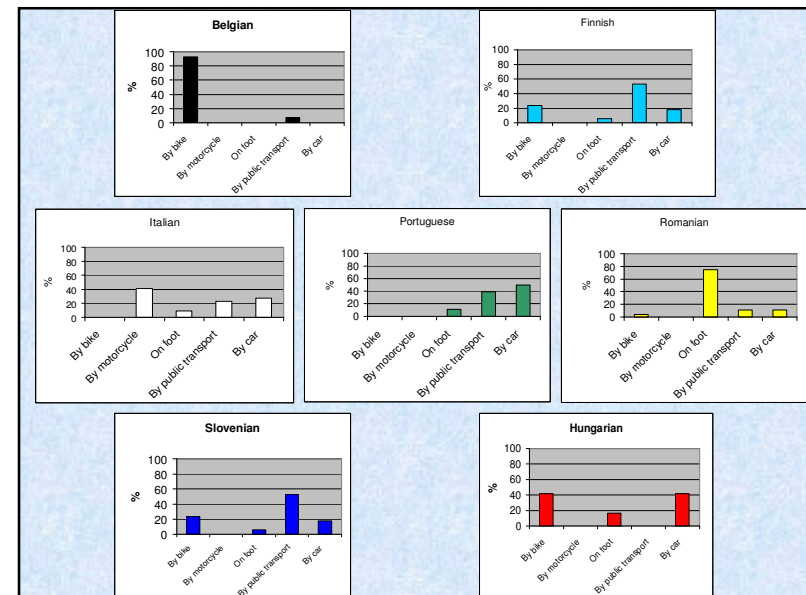 Belgian
100
80
60
40
20
0
%
By bike
By motorcycle
On foot
By public transport
By car
Finnish
100
80
60
40
20
0
%
By bike
By motorcycle
On foot
By public transport
By car
Italian
100
80
60
40
20
0
%
By bike
By motorcycle
On foot
By public transport
By car
Portuguese
100
80
60
40
20
0
%
By bike
By motorcycle
On foot
By public transport
By car
Romanian
100
80
60
40
20
0
%
By bike
By motorcycle
On foot
By public transport
By car
Slovenian
100
80
60
40
20
0
%
By bike
By motorcycle
On foot
By public transport
By car
Hungarian
100
80
60
40
20
0
%
By bike
By motorcycle
On foot
By public transport
By car